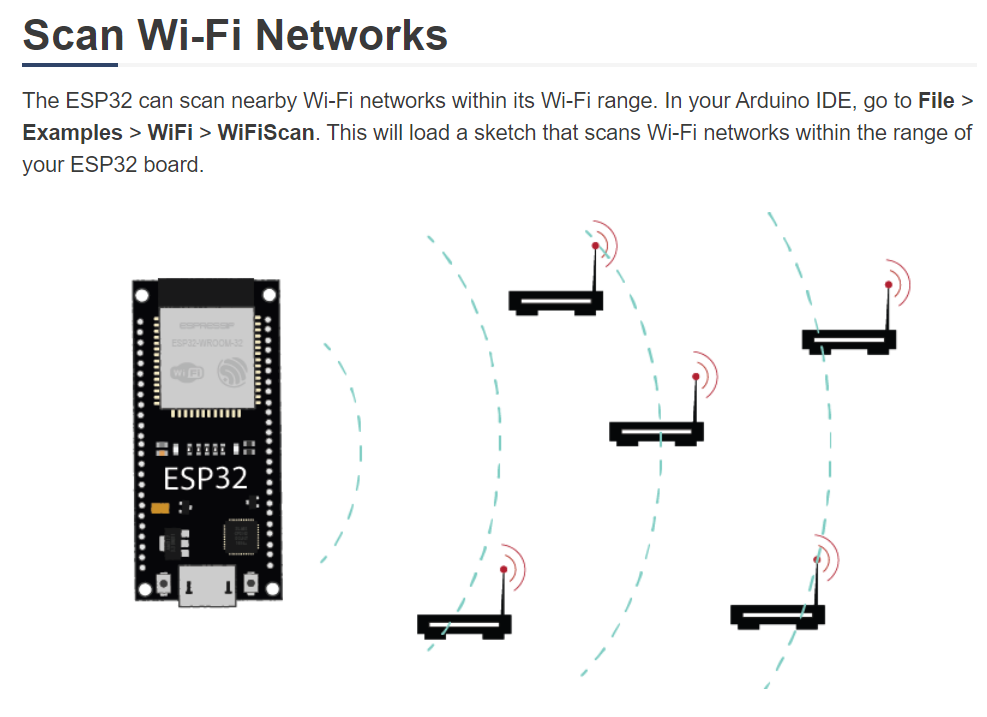 Scan Wi-Fi Networks
The ESP32 can scan nearby Wi-Fi networks within its Wi-Fi range. In your Arduino IDE, go to File >
Examples > WiFi > WiFiScan. This will load a sketch that scans Wi-Fi networks within the range of
your ESP32 board.
ESPRESSIF
ESP32-WROOM-32
Wi Fi
ESP32